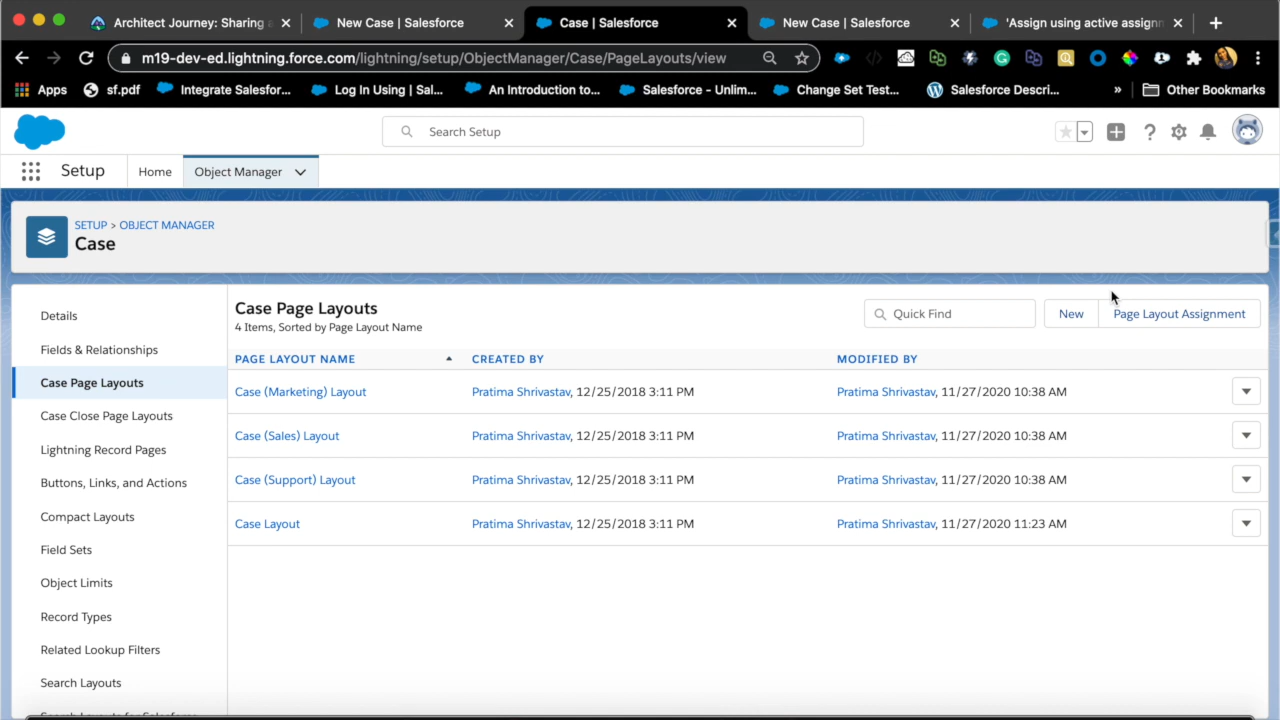 Architect Journey: Sharing a
New Case | Salesforce
Case | Salesforce
New Case | Salesforce
'Assign using active assignm
m19-dev-ed.lightning.force.com/lightning/setup/ObjectManager/Case/PageLayouts/view
Apps
sf.pdf
Integrate Salesfor...
Log In Using | Sal...
An Introduction to...
Salesforce - Unlim...
Change Set Test...
Salesforce Descri...
»
Other Bookmarks
Search Setup
Setup
Home
Object Manager
SETUP > OBJECT MANAGER
Case
Details
Fields & Relationships
Case Page Layouts
Case Close Page Layouts
Lightning Record Pages
Buttons, Links, and Actions
Compact Layouts
Field Sets
Object Limits
Record Types
Related Lookup Filters
Search Layouts
Case Page Layouts
4 Items, Sorted by Page Layout Name
Quick Find
New
Page Layout Assignment
PAGE LAYOUT NAME CREATED BY MODIFIED BY
Case (Marketing) Layout Pratima Shrivastav, 12/25/2018 3:11 PM Pratima Shrivastav, 11/27/2020 10:38 AM
Case (Sales) Layout Pratima Shrivastav, 12/25/2018 3:11 PM Pratima Shrivastav, 11/27/2020 10:38 AM
Case (Support) Layout Pratima Shrivastav, 12/25/2018 3:11 PM Pratima Shrivastav, 11/27/2020 10:38 AM
Case Layout Pratima Shrivastav, 12/25/2018 3:11 PM Pratima Shrivastav, 11/27/2020 11:23 AM